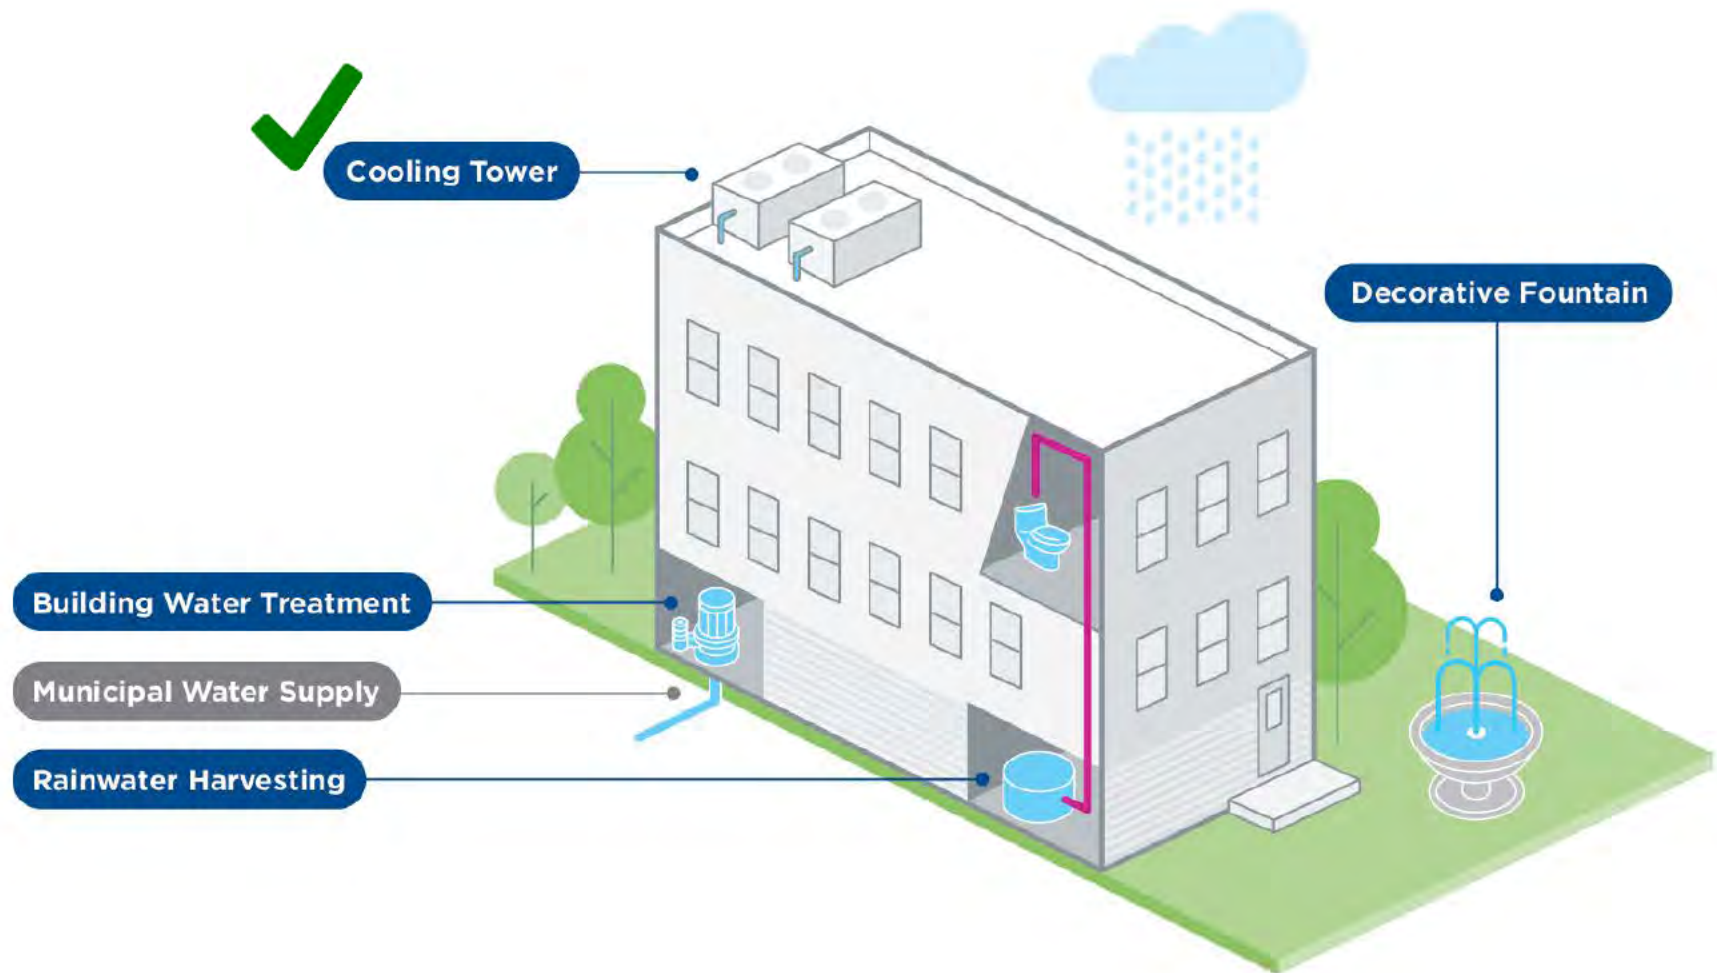 Cooling Tower
Decorative Fountain
Building Water Treatment
Municipal Water Supply
Rainwater Harvesting